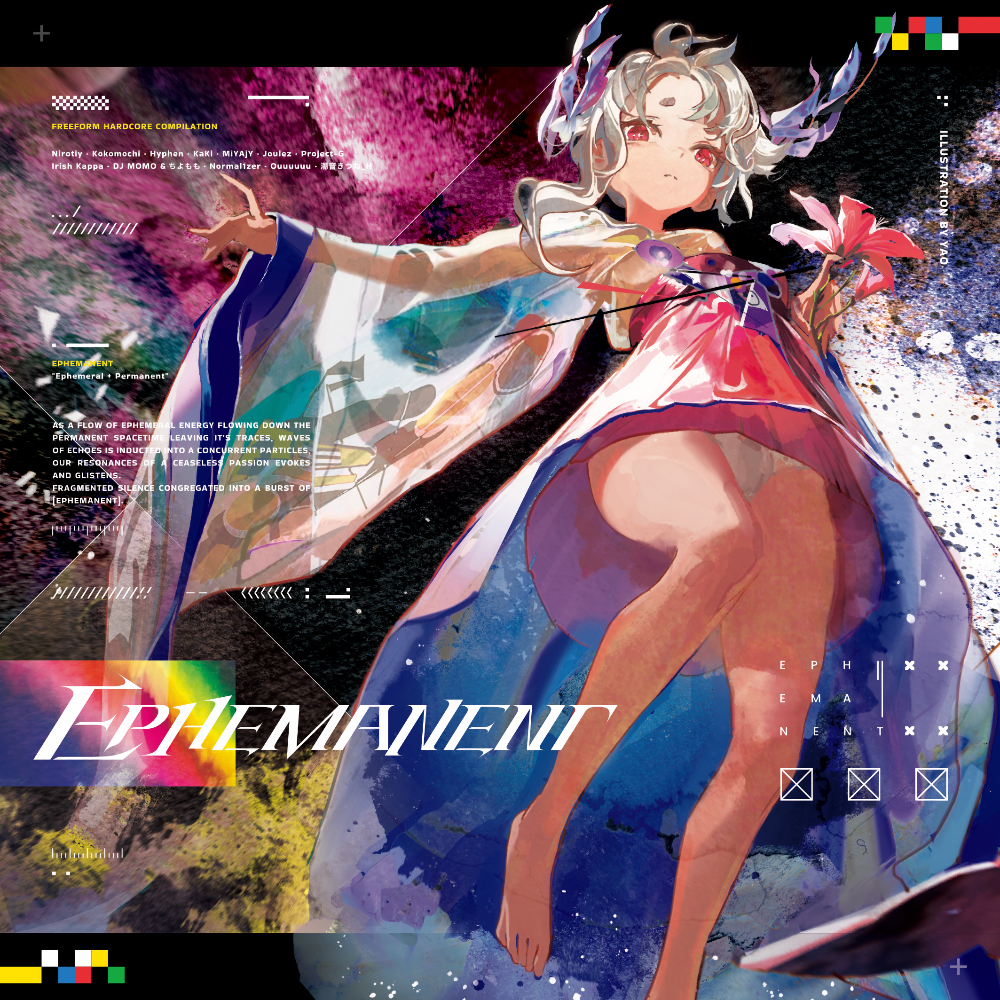 FREEFORM HARDCORE COMPILATION
Nirotiy · Kokomochi · Hyphen · KaKi · MiYAjY · Joulez · Project-G
Irish Kappa · DJ MOMO & ちよもも · Normal1zer · Ouuuuuu
ILLUSTRATION BY YAO
EPHEMANENT
"Ephemeral + Permanent"
AS A FLOW OF EPHEMERAL ENERGY FLOWING DOWN THE
PERMANENT SPACETIME LEAVING IT'S TRACES, WAVES
OF ECHOES IS INDUCTED INTO A CONCURRENT PARTICLES,
OUR RESONANCES OF A CEASELESS PASSION EVOKES
AND GLISTENS.
FRAGMENTED SILENCE CONGREGATED INTO A BURST OF
[EPHEMANENT].
EPHEMANENT
E P H
E M A
N E N T